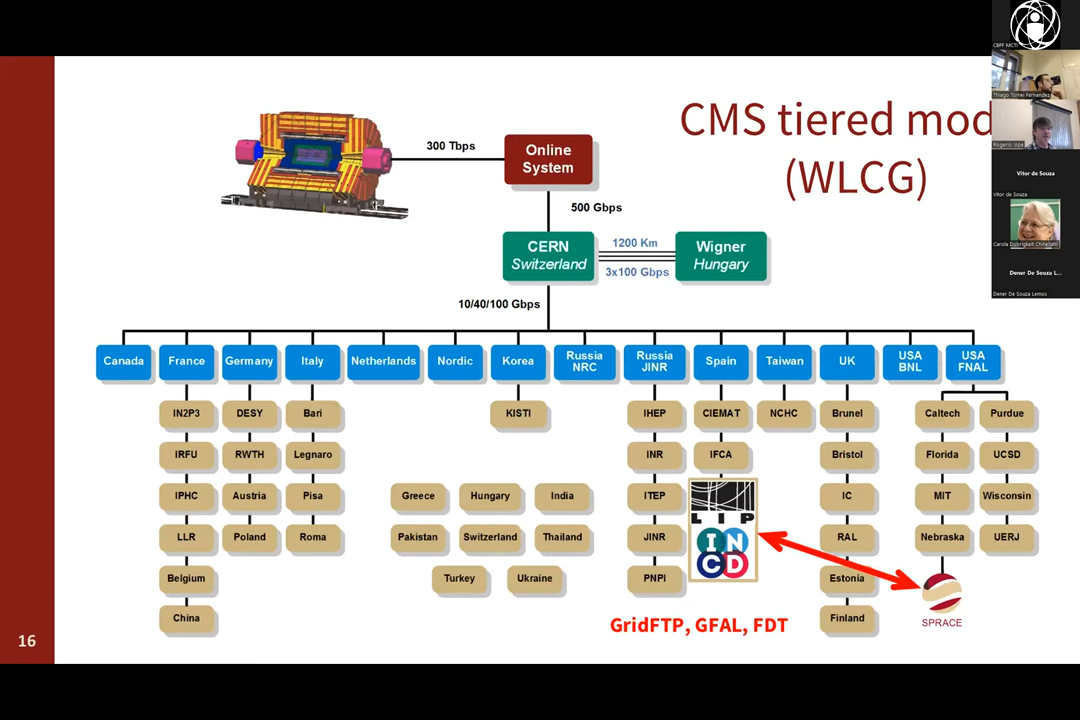 CMS tiered mod
(WLCG)
300 Tbps
Online
System
500 Gbps
CERN
Switzerland
1200 Km
3x100 Gbps
Wigner
Hungary
10/40/100 Gbps
Canada
France
Germany
Italy
Netherlands
Nordic
Korea
Russia
NRC
Russia
JINR
Spain
Taiwan
UK
USA
BNL
USA
FNAL
IN2P3
DESY
Bari
KISTI
IHEP
CIEMAT
NCHC
Brunel
Caltech
Purdue
IRFU
RWTH
Legnaro
INR
IFCA
Bristol
Florida
UCSD
IPHC
Austria
Pisa
Greece
Hungary
India
ITEP
LIP
IC
MIT
Wisconsin
LLR
Poland
Roma
Pakistan
Switzerland
Thailand
JINR
IN
CD
RAL
Nebraska
UERJ
Belgium
Turkey
Ukraine
PNPI
Estonia
China
GridFTP, GFAL, FDT
Finland
SPRACE
16
CBPF MCTI
Thiago Tomei Fernandez
Rogerio Iope
Vitor de Souza
Vitor de Souza
Carola Dobrigkeit Chinellato
Dener De Souza L...
Dener De Souza Lemos